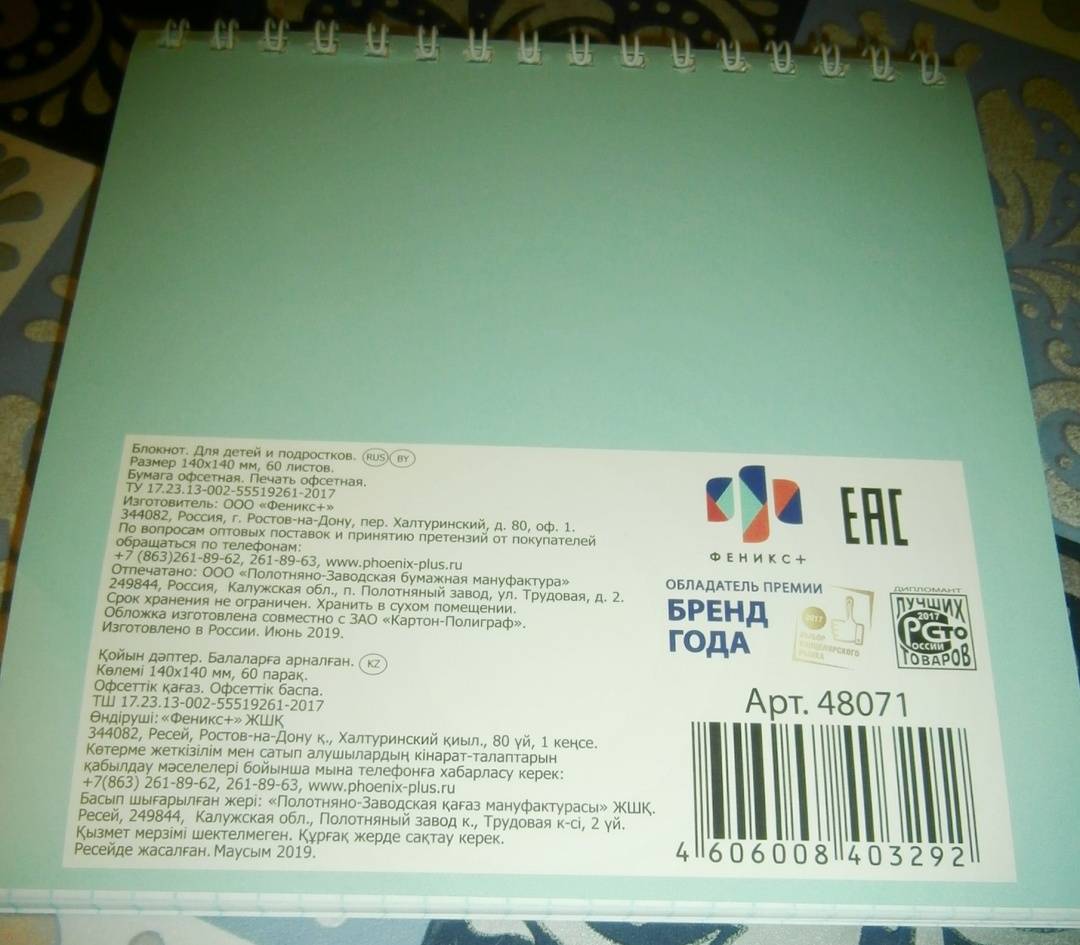 Блокнот. Для детей и подростков. RUS BY
Размер 140х140 мм, 60 листов.
Бумага офсетная. Печать офсетная.
ТУ 17.23.13-002-55519261-2017
Изготовитель: ООО «Феникс+»
344082, Россия, г. Ростов-на-Дону, пер. Халтуринский, д. 80, оф. 1.
По вопросам оптовых поставок и принятию претензий от покупателей
обращаться по телефонам:
+7 (863)261-89-62, 261-89-63, www.phoenix-plus.ru
Отпечатано: ООО «Полотняно-Заводская бумажная мануфактура»
249844, Россия, Калужская обл., п. Полотняный завод, ул. Трудовая, д. 2.
Срок хранения не ограничен. Хранить в сухом помещении.
Обложка изготовлена совместно с ЗАО «Картон-Полиграф».
Изготовлено в России. Июнь 2019.
Қойын дәптер. Балаларға арналған. KZ
Көлемі 140х140 мм, 60 парақ.
Офсеттік қағаз. Офсеттік баспа.
ТШ 17.23.13-002-55519261-2017
Өндіруші: «Феникс+» ЖШҚ
344082, Ресей, Ростов-на-Дону қ., Халтуринский қиыл., 80 үй, 1 кеңсе.
Көтерме жеткізілім мен сатып алушылардың кінарат-талаптарын
қабылдау мәселелері бойынша мына телефонға хабарласу керек:
+7(863) 261-89-62, 261-89-63, www.phoenix-plus.ru
Басып шығарылған жері: «Полотняно-Заводская қағаз мануфактурасы» ЖШҚ.
Ресей, 249844, Калужская обл., Полотняный завод к., Трудовая к-сі, 2 үй.
Қызмет мерзімі шектелмеген. Құрғақ жерде сақтау керек.
Ресейде жасалған. Маусым 2019.
ФЕНИКС+
ЕАС
ОБЛАДАТЕЛЬ ПРЕМИИ
БРЕНД
ГОДА
2017
ВЫБОР
КАНЦЕЛЯРСКОГО
РЫНКА
ДИПЛОМАНТ
ЛУЧШИХ
2017
СТО
РОССИИ
ТОВАРОВ
Арт. 48071
4 606008 403292